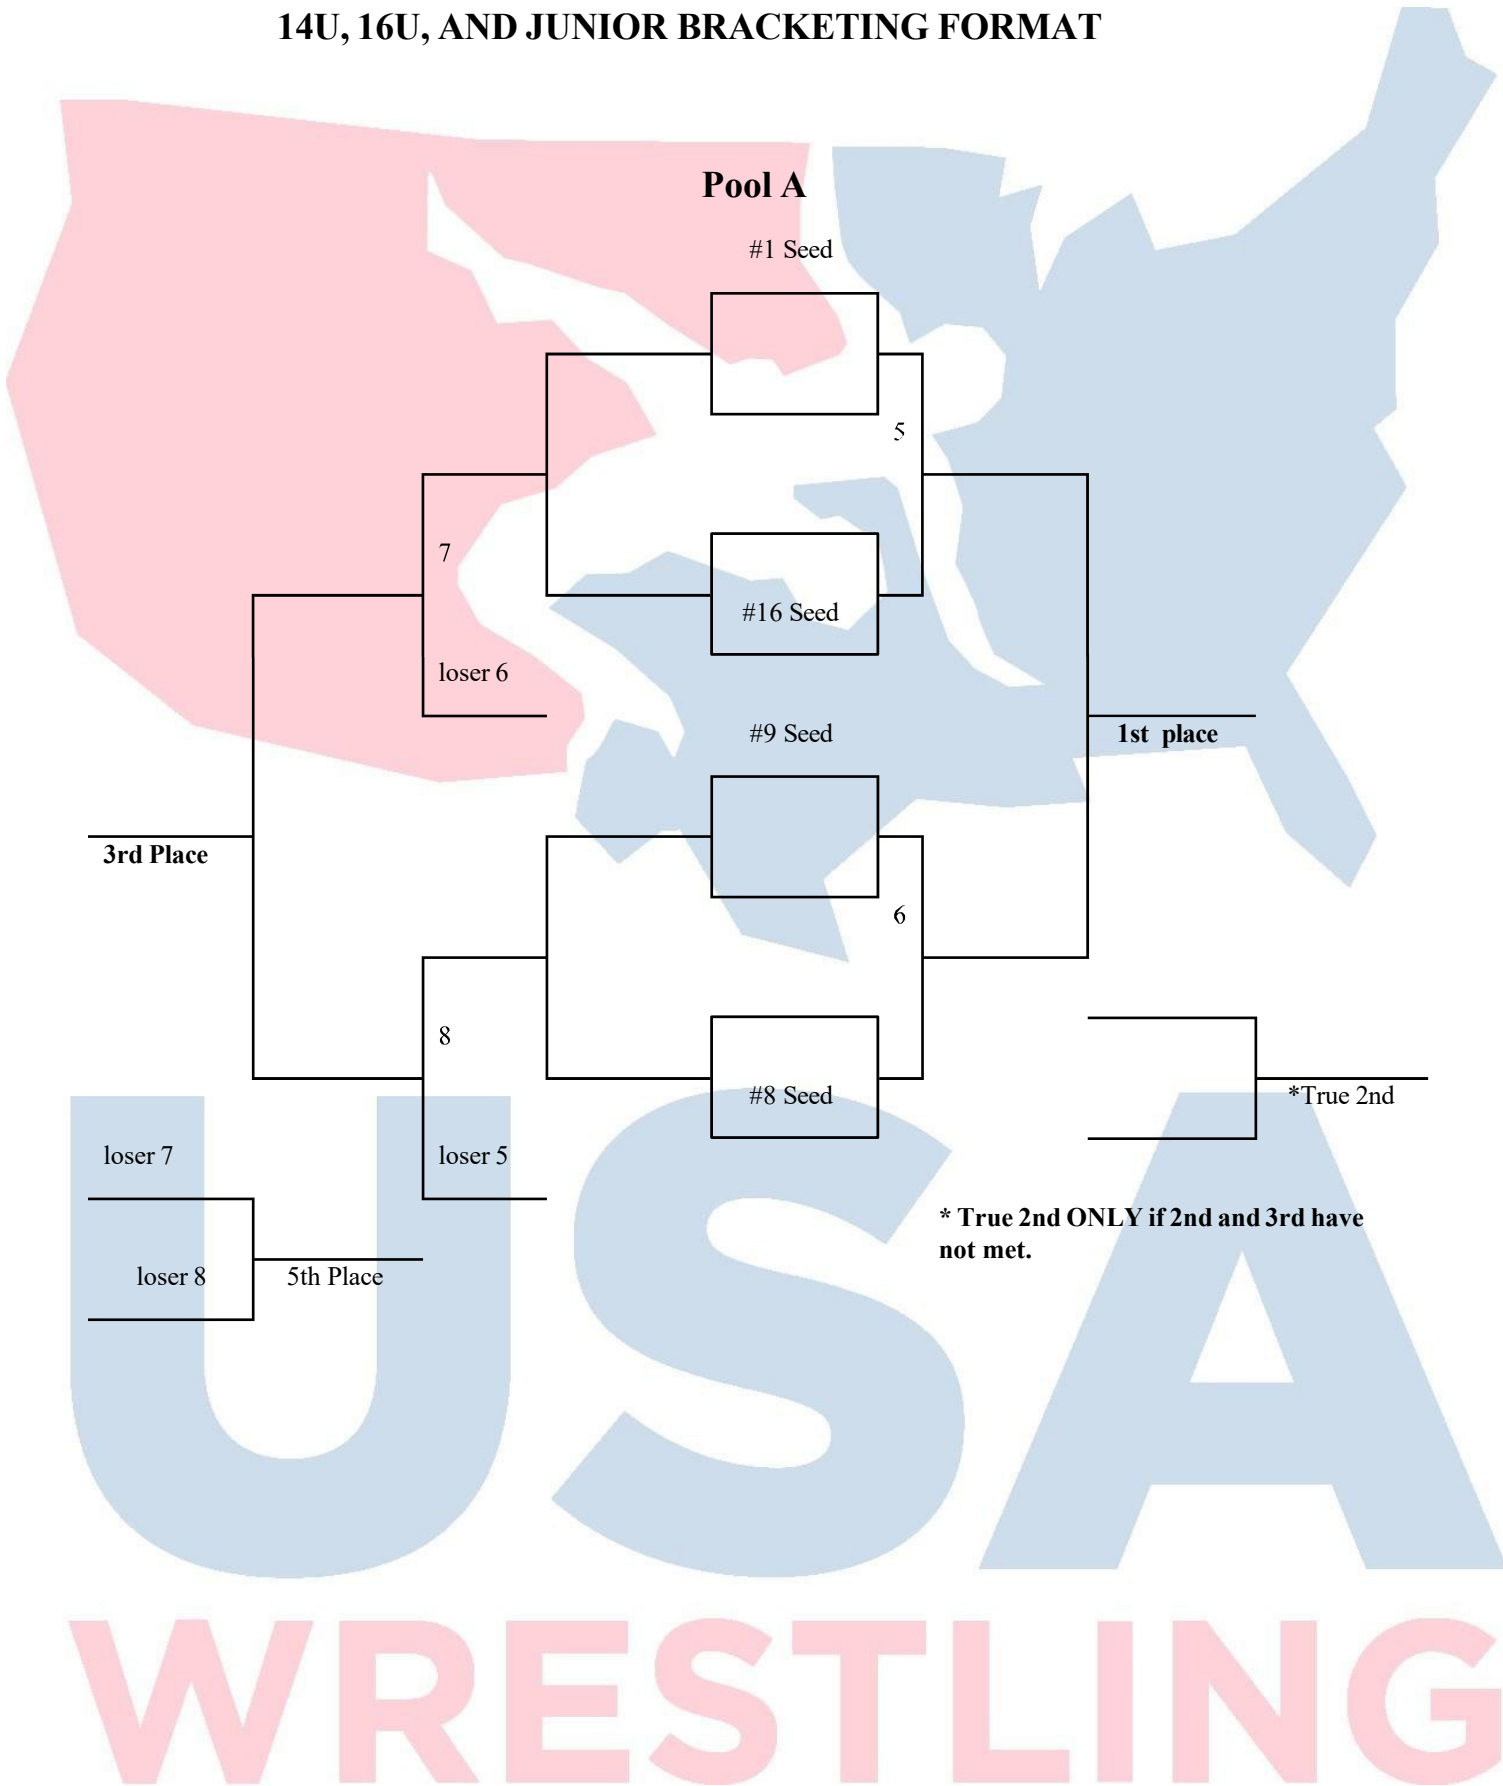 14U, 16U, AND JUNIOR BRACKETING FORMAT
Pool A
#1 Seed
5
7
#16 Seed
loser 6
#9 Seed
1st place
3rd Place
6
8
#8 Seed
*True 2nd
loser 7
loser 5
* True 2nd ONLY if 2nd and 3rd have
not met.
loser 8
5th Place
USA
WRESTLING